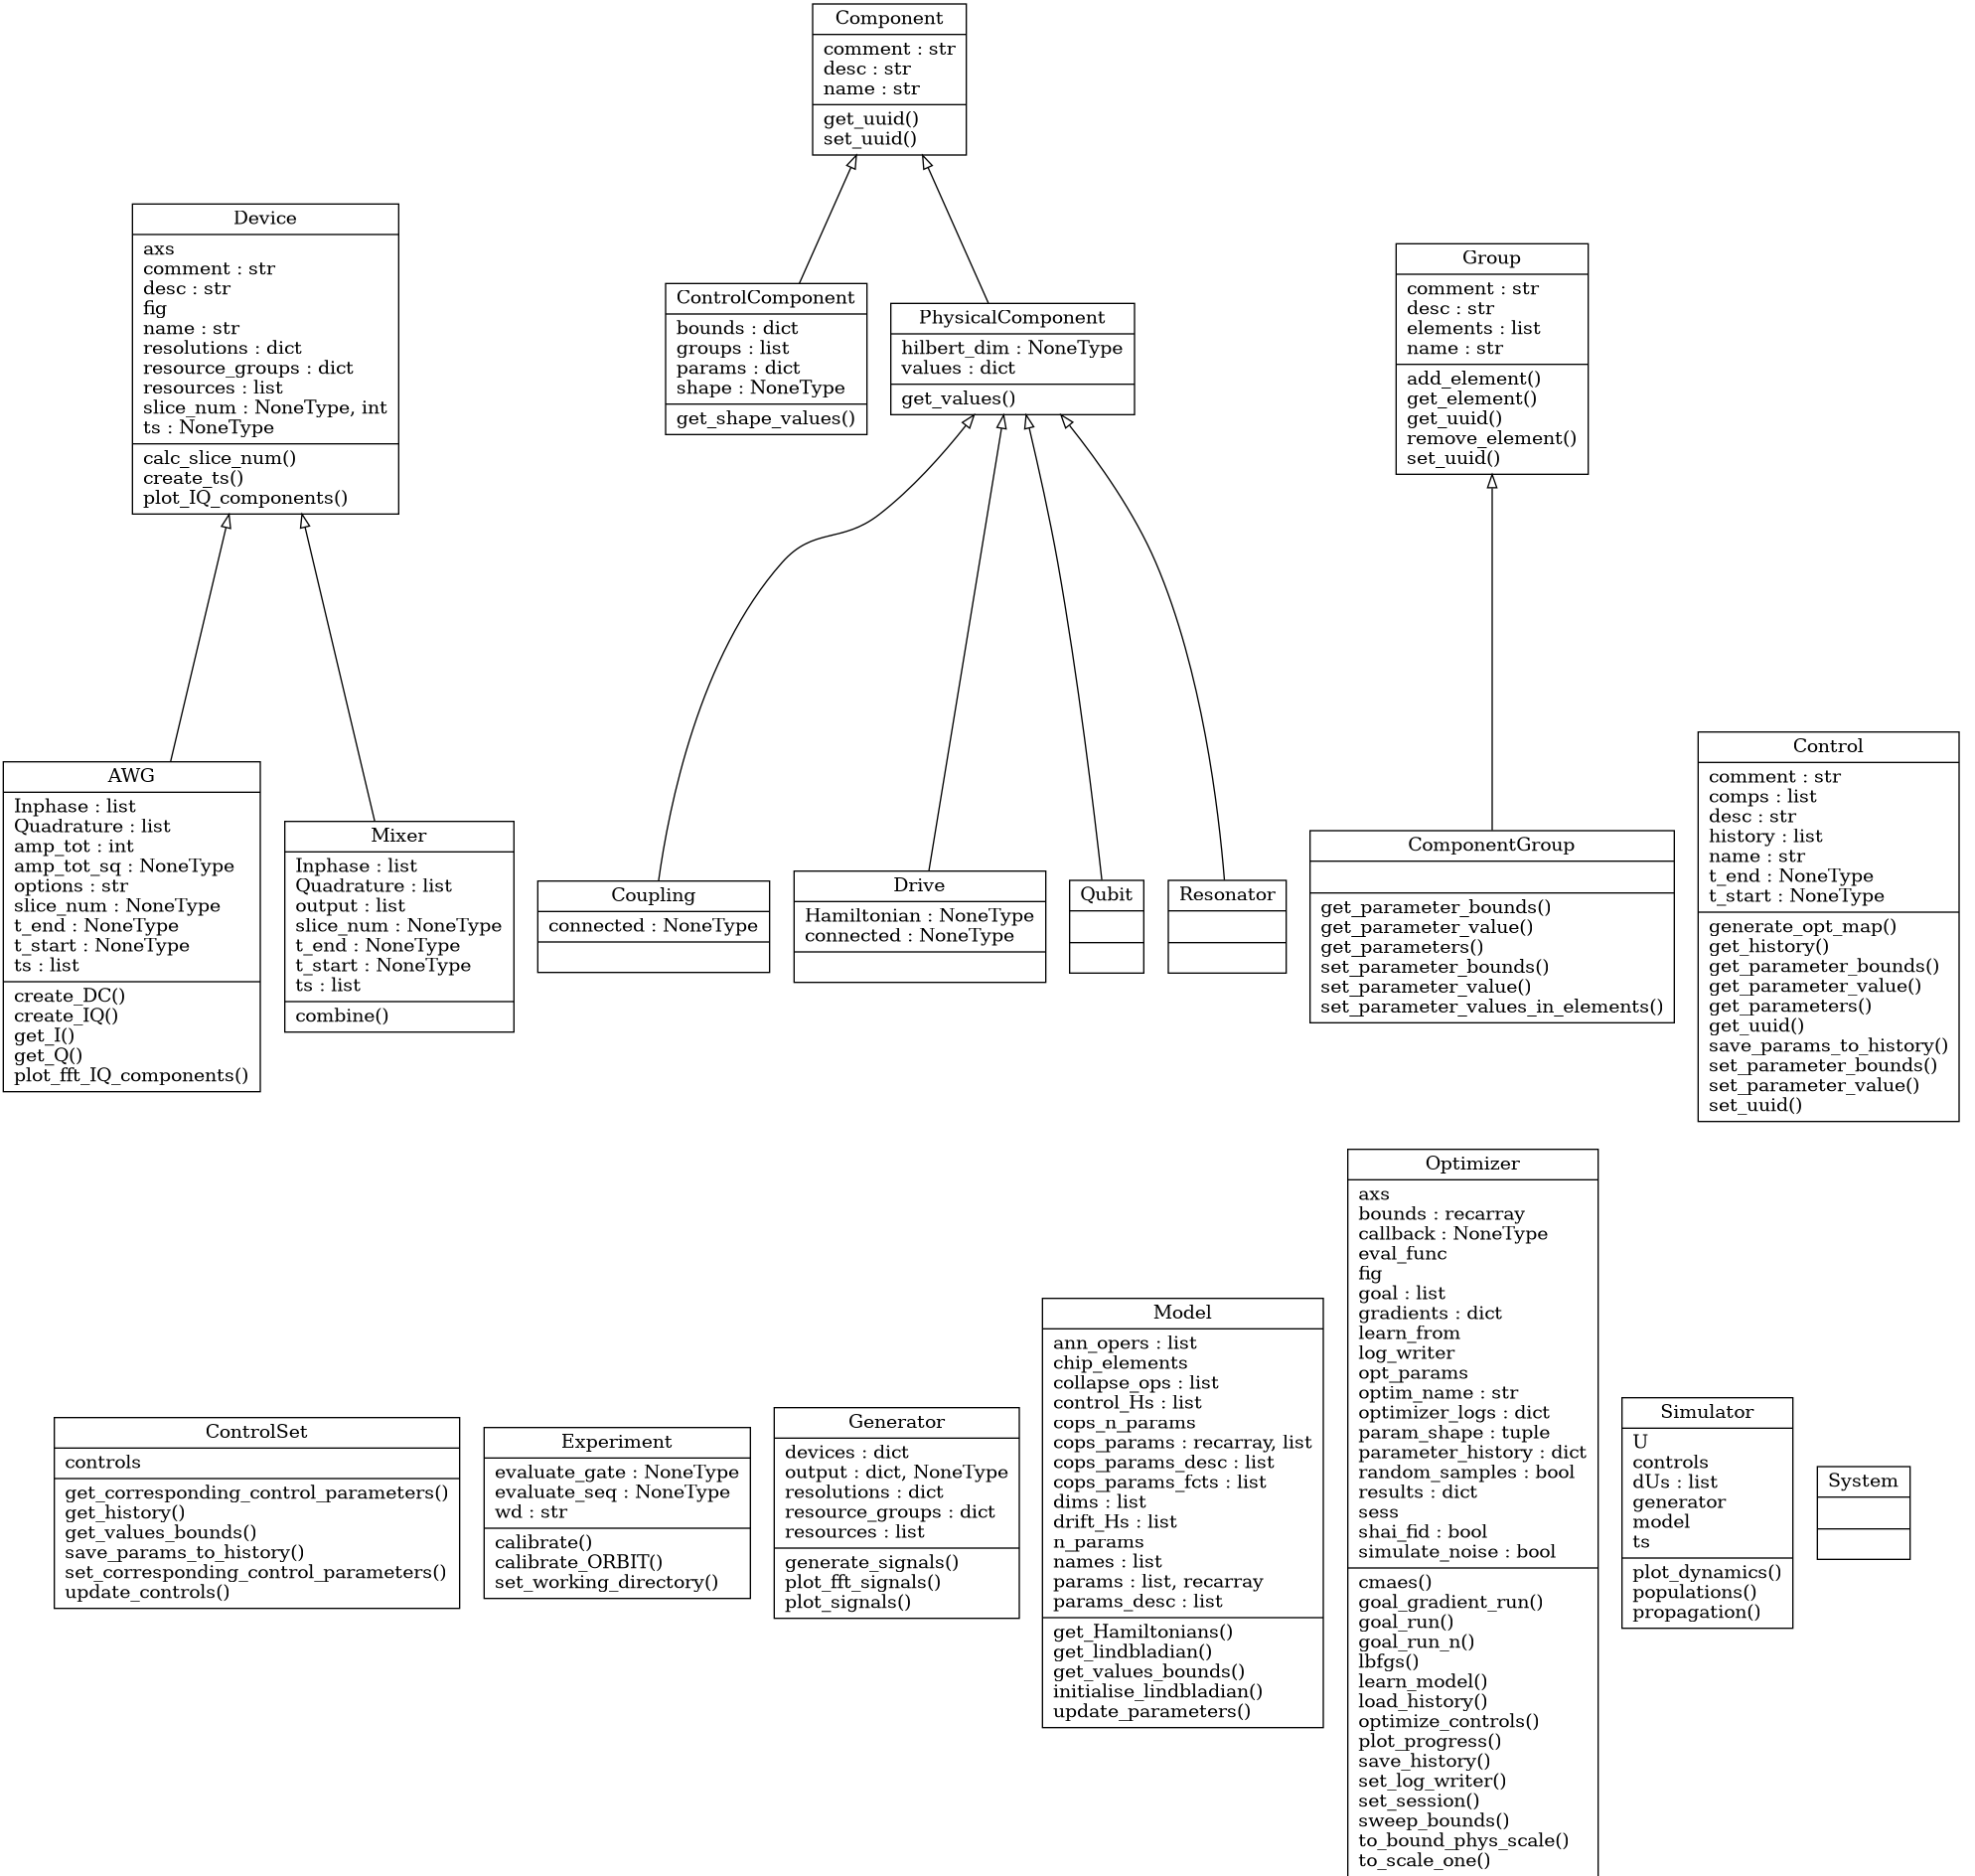 Component
comment : str
desc : str
name : str
get_uuid()
set_uuid()
Device
axs
comment : str
desc : str
fig
name : str
resolutions : dict
resource_groups : dict
resources : list
slice_num : NoneType, int
ts : NoneType
calc_slice_num()
create_ts()
plot_IQ_components()
ControlComponent
bounds : dict
groups : list
params : dict
shape : NoneType
get_shape_values()
PhysicalComponent
hilbert_dim : NoneType
values : dict
get_values()
Group
comment : str
desc : str
elements : list
name : str
add_element()
get_element()
get_uuid()
remove_element()
set_uuid()
AWG
Inphase : list
Quadrature : list
amp_tot : int
amp_tot_sq : NoneType
options : str
slice_num : NoneType
t_end : NoneType
t_start : NoneType
ts : list
create_DC()
create_IQ()
get_I()
get_Q()
plot_fft_IQ_components()
Mixer
Inphase : list
Quadrature : list
output : list
slice_num : NoneType
t_end : NoneType
t_start : NoneType
ts : list
combine()
Coupling
connected : NoneType
Drive
Hamiltonian : NoneType
connected : NoneType
Qubit
Resonator
ComponentGroup
get_parameter_bounds()
get_parameter_value()
get_parameters()
set_parameter_bounds()
set_parameter_value()
set_parameter_values_in_elements()
Control
comment : str
comps : list
desc : str
history : list
name : str
t_end : NoneType
t_start : NoneType
generate_opt_map()
get_history()
get_parameter_bounds()
get_parameter_value()
get_parameters()
get_uuid()
save_params_to_history()
set_parameter_bounds()
set_parameter_value()
set_uuid()
ControlSet
controls
get_corresponding_control_parameters()
get_history()
get_values_bounds()
save_params_to_history()
set_corresponding_control_parameters()
update_controls()
Experiment
evaluate_gate : NoneType
evaluate_seq : NoneType
wd : str
calibrate()
calibrate_ORBIT()
set_working_directory()
Generator
devices : dict
output : dict, NoneType
resolutions : dict
resource_groups : dict
resources : list
generate_signals()
plot_fft_signals()
plot_signals()
Model
ann_opers : list
chip_elements
collapse_ops : list
control_Hs : list
cops_n_params
cops_params : recarray, list
cops_params_desc : list
cops_params_fcts : list
dims : list
drift_Hs : list
n_params
names : list
params : list, recarray
params_desc : list
get_Hamiltonians()
get_lindbladian()
get_values_bounds()
initialise_lindbladian()
update_parameters()
Optimizer
axs
bounds : recarray
callback : NoneType
eval_func
fig
goal : list
gradients : dict
learn_from
log_writer
opt_params
optim_name : str
optimizer_logs : dict
param_shape : tuple
parameter_history : dict
random_samples : bool
results : dict
sess
shai_fid : bool
simulate_noise : bool
cmaes()
goal_gradient_run()
goal_run()
goal_run_n()
lbfgs()
learn_model()
load_history()
optimize_controls()
plot_progress()
save_history()
set_log_writer()
set_session()
sweep_bounds()
to_bound_phys_scale()
to_scale_one()
Simulator
U
controls
dUs : list
generator
model
ts
plot_dynamics()
populations()
propagation()
System